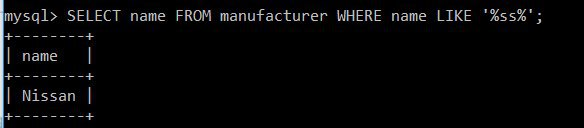 mysql> SELECT name FROM manufacturer WHERE name LIKE '%ss%';
+--------+
| name   |
+--------+
| Nissan |
+--------+